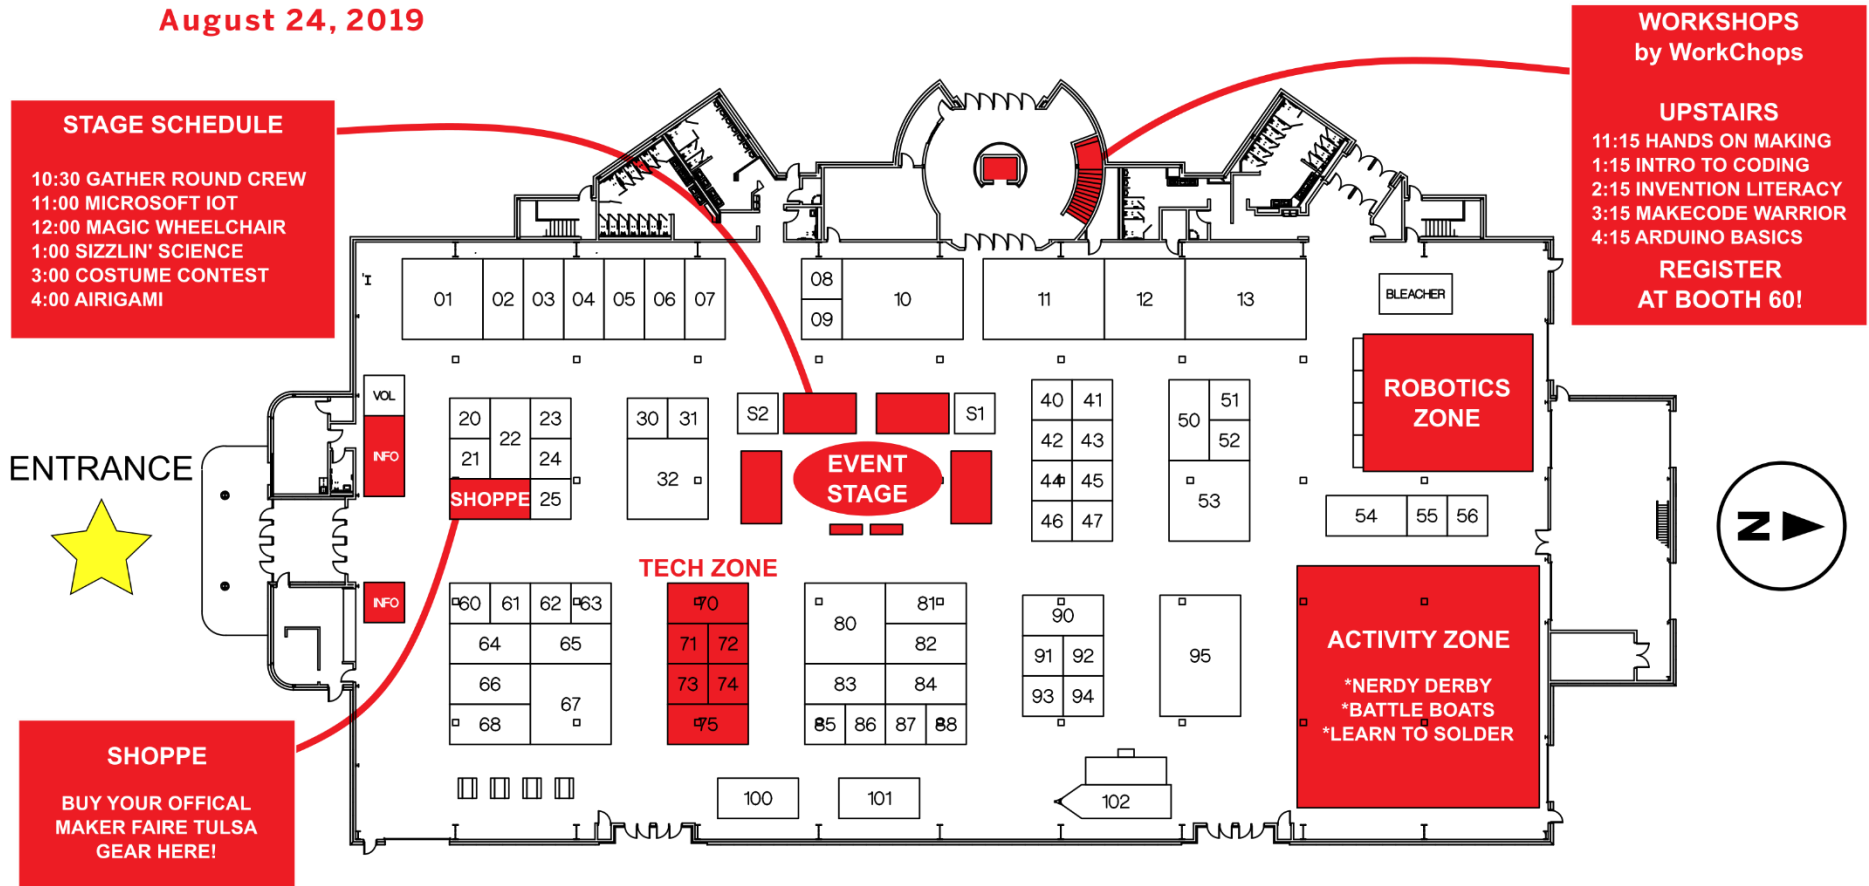 August 24, 2019
WORKSHOPS
by WorkChops
UPSTAIRS
11:15 HANDS ON MAKING
1:15 INTRO TO CODING
2:15 INVENTION LITERACY
3:15 MAKECODE WARRIOR
4:15 ARDUINO BASICS
REGISTER
AT BOOTH 60!
STAGE SCHEDULE
10:30 GATHER ROUND CREW
11:00 MICROSOFT IOT
12:00 MAGIC WHEELCHAIR
1:00 SIZZLIN' SCIENCE
3:00 COSTUME CONTEST
4:00 AIRIGAMI
01 02 03 04 05 06 07
08
09
10
11 12 13
BLEACHER
ROBOTICS
ZONE
VOL
INFO
20
21
22
23
24
SHOPPE
25
30 31
32
S2
S1
EVENT
STAGE
40 41
42 43
44 45
46 47
50
51
52
53
54 55 56
ENTRANCE
N
TECH ZONE
INFO
60 61 62 63
64 65
66
67
68
70
71 72
73 74
75
80
81
82
83 84
85 86 87 88
90
91 92
93 94
95
ACTIVITY ZONE
*NERDY DERBY
*BATTLE BOATS
*LEARN TO SOLDER
100
101
102
SHOPPE
BUY YOUR OFFICAL
MAKER FAIRE TULSA
GEAR HERE!